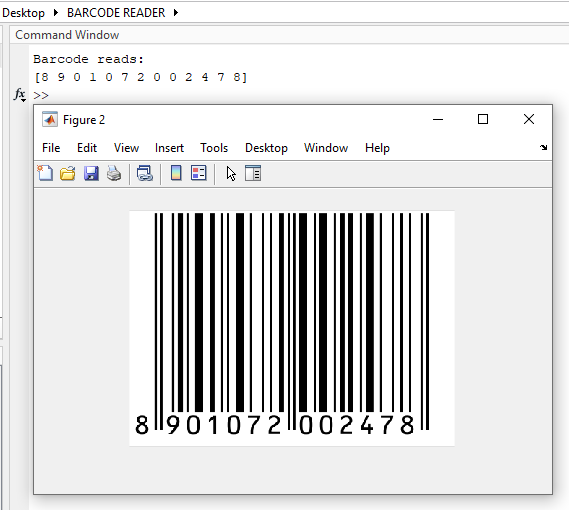 Desktop BARCODE READER
Command Window
Barcode reads:
[8 9 0 1 0 7 2 0 0 2 4 7 8]
fx >>
Figure 2
File Edit View Insert Tools Desktop Window Help
8 901072 002478